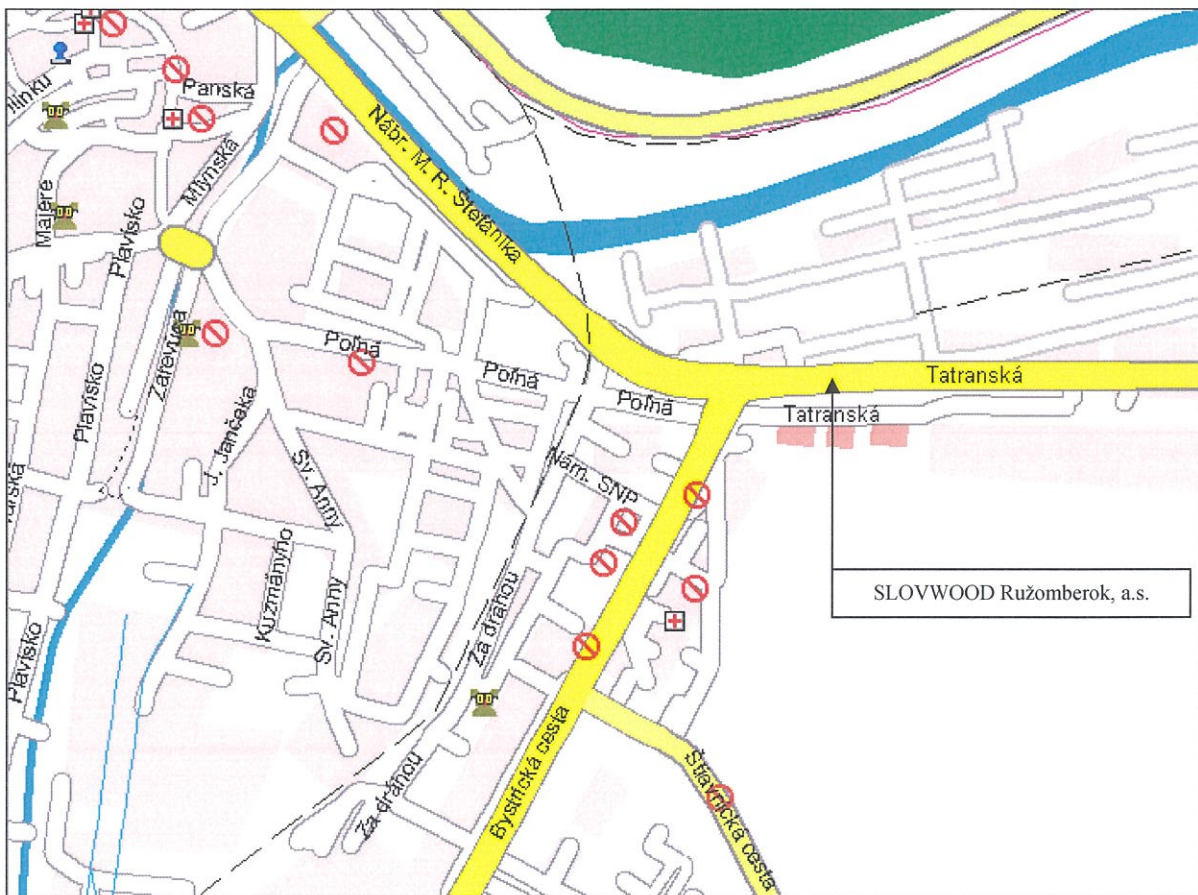 Panská
Mlynská
Nábr. M. R. Štefánika
Majere
Plavisko
Zarevúca
Poľná
Poľná
Poľná
Tatranská
Tatranská
Plavisko
J. Jančeka
Sv. Anny
Nám. SNP
Kuzmányho
Sv. Anny
Za dráhou
SLOVWOOD Ružomberok, a.s.
Plavisko
Bystrická cesta
Za dráhou
Štiavnická cesta